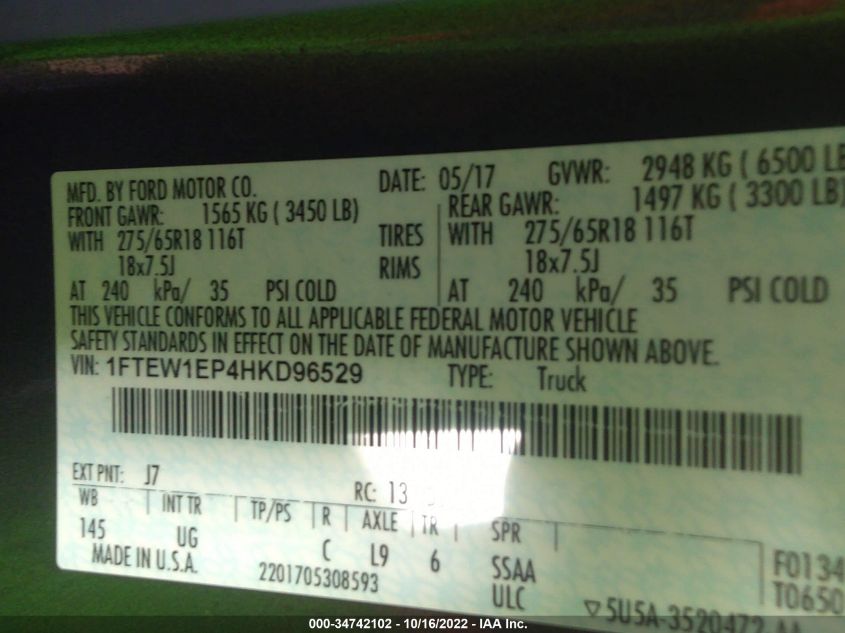 MFD. BY FORD MOTOR CO. DATE: 05/17 GVWR: 2948 KG ( 6500 LB
FRONT GAWR: 1565 KG ( 3450 LB) REAR GAWR: 1497 KG ( 3300 LB)
WITH 275/65R18 116T TIRES WITH 275/65R18 116T
18x7.5J RIMS 18x7.5J
AT 240 kPa/ 35 PSI COLD AT 240 kPa/ 35 PSI COLD
THIS VEHICLE CONFORMS TO ALL APPLICABLE FEDERAL MOTOR VEHICLE
SAFETY STANDARDS IN EFFECT ON THE DATE OF MANUFACTURE SHOWN ABOVE.
VIN: 1FTEW1EP4HKD96529 TYPE: Truck
EXT PNT: J7 RC: 13
WB INT TR TP/PS R AXLE TR SPR
145 UG C L9 6 SSAA F0134
MADE IN U.S.A. 2201705308593 ULC T0650
▽5U5A-3520472-AA
000-34742102 - 10/16/2022 - IAA Inc.